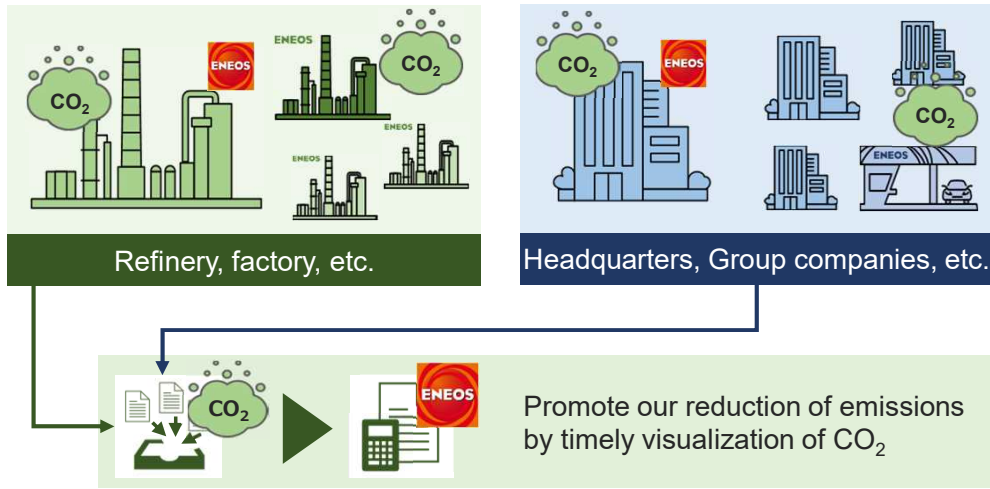 CO₂
ENEOS
ENEOS
CO₂
ENEOS
ENEOS
Refinery, factory, etc.
CO₂
ENEOS
CO₂
ENEOS
Headquarters, Group companies, etc.
CO₂
ENEOS
Promote our reduction of emissions
by timely visualization of CO₂